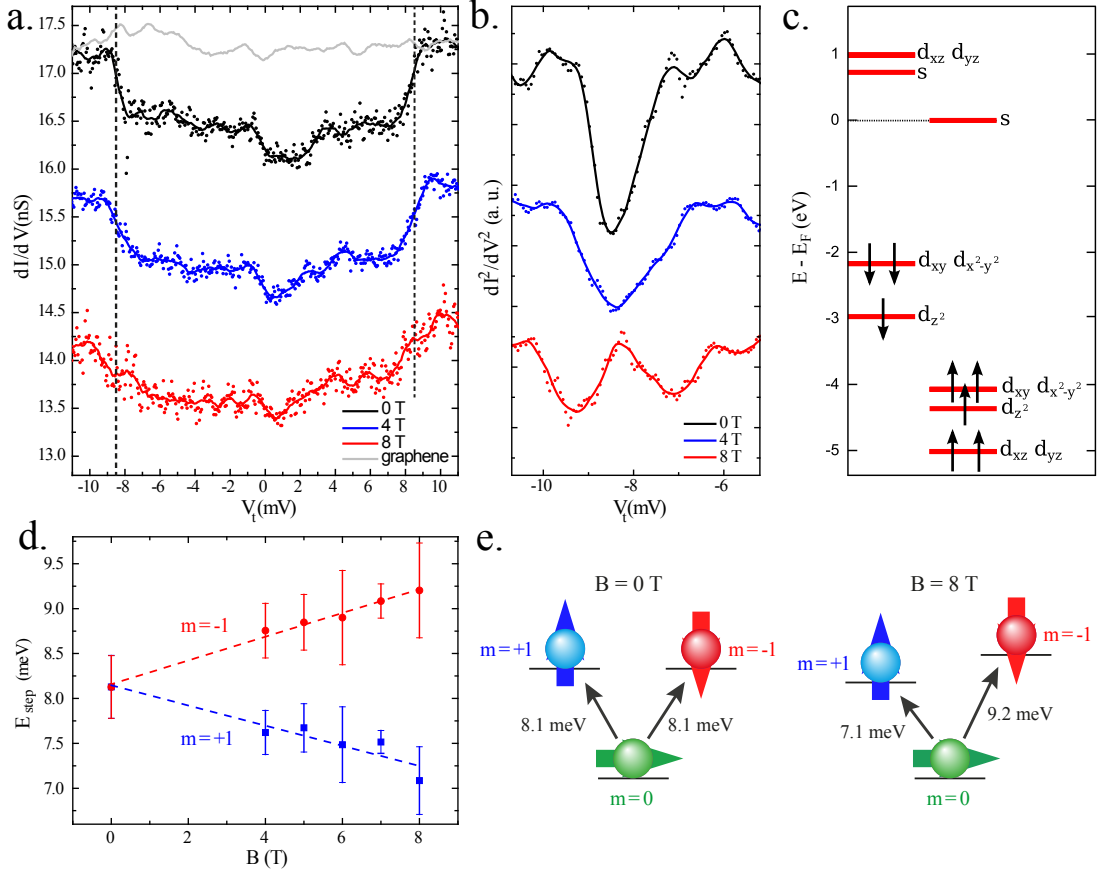 a.
17.5
17.0
16.5
16.0
15.5
15.0
14.5
14.0
13.5
13.0
dI/dV(nS)
-10 -8 -6 -4 -2 0 2 4 6 8 10
V_t(mV)
0 T
4 T
8 T
graphene
b.
dI²/dV² (a. u.)
-10 -8 -6
V_t(mV)
0 T
4 T
8 T
c.
E - E_F (eV)
1
0
-2
-3
-4
-5
d_xz d_yz
s
s
d_xy d_x²-y²
d_z²
d_xy d_x²-y²
d_z²
d_xz d_yz
d.
9.5
9.0
8.5
8.0
7.5
7.0
E_step (meV)
m=-1
m=+1
0 2 4 6 8
B (T)
e.
B = 0 T
m=+1
m=-1
8.1 meV
8.1 meV
m=0
B = 8 T
m=+1
m=-1
7.1 meV
9.2 meV
m=0